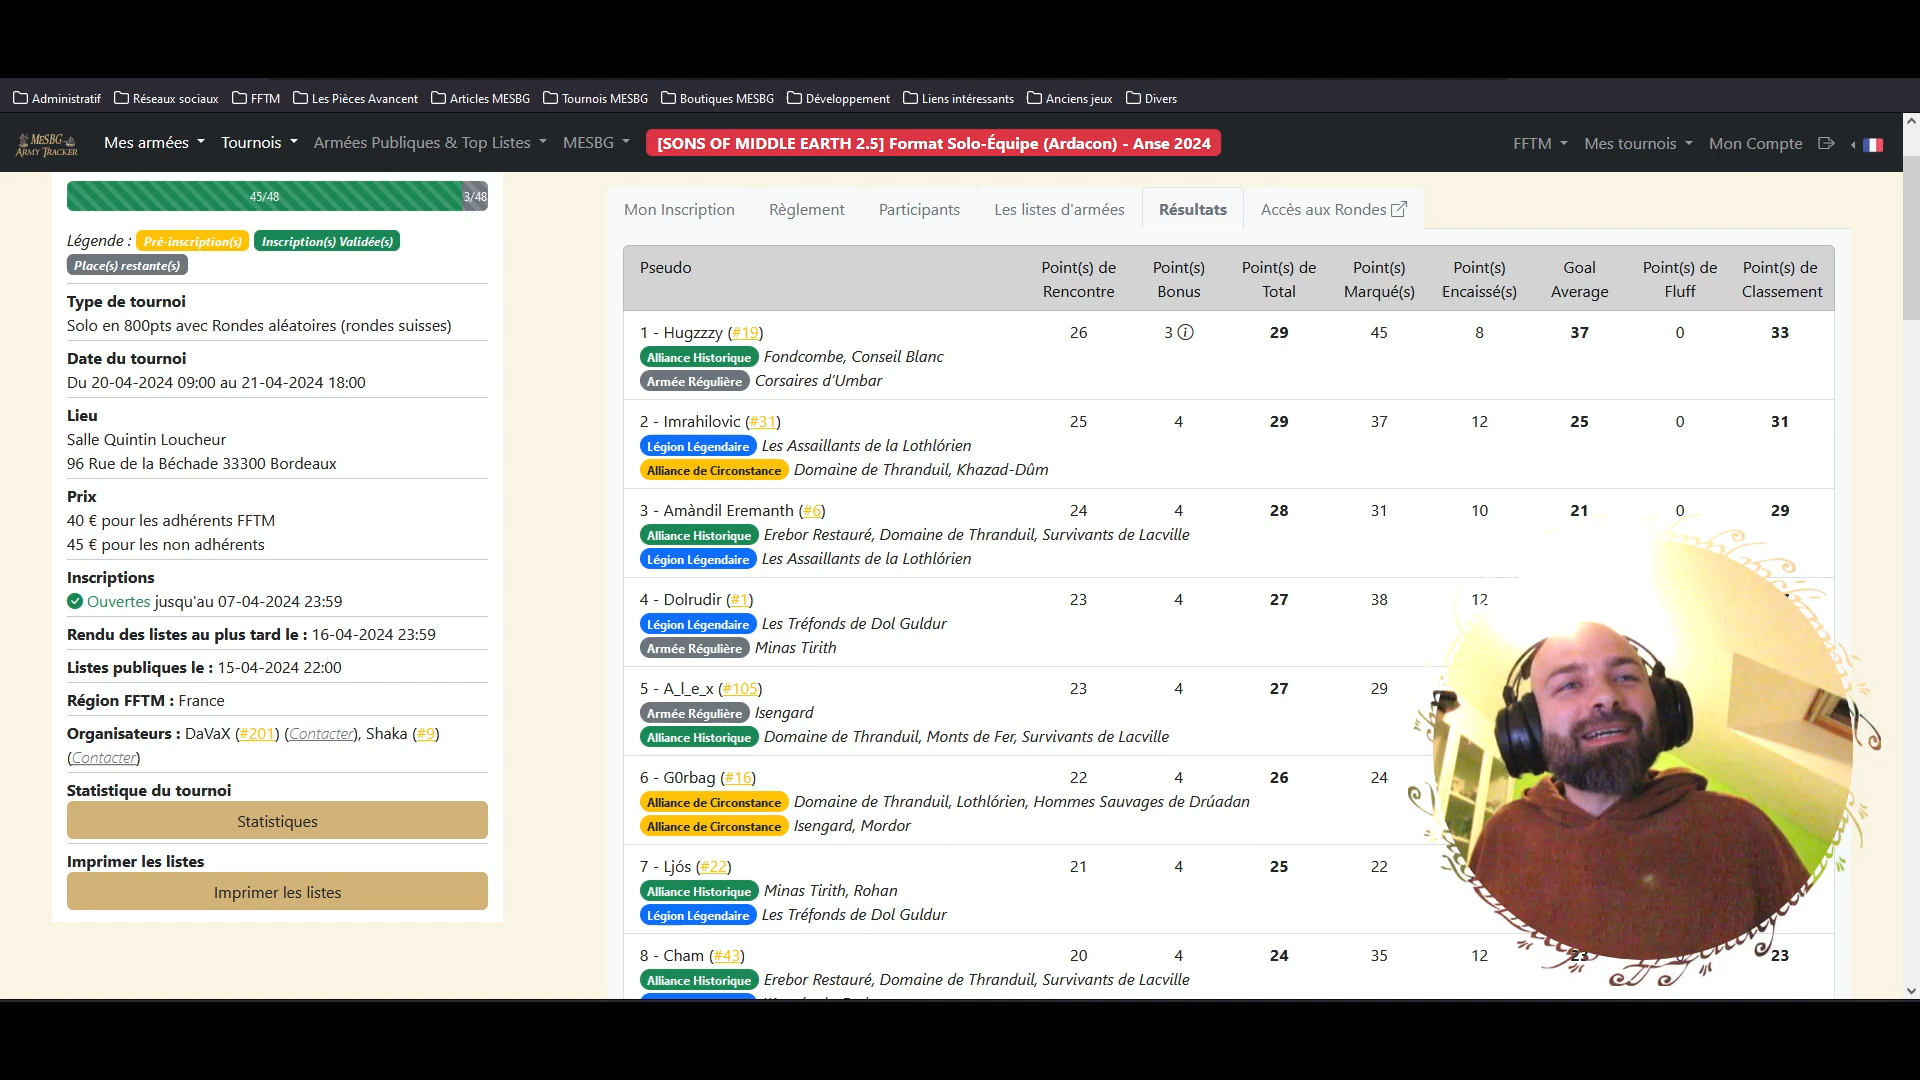 Administratif Réseaux sociaux FFTM Les Pièces Avancent Articles MESBG Tournois MESBG Boutiques MESBG Développement Liens intéressants Anciens jeux Divers
MESBG ARMY TRACKER Mes armées Tournois Armées Publiques & Top Listes MESBG [SONS OF MIDDLE EARTH 2.5] Format Solo-Équipe (Ardacon) - Anse 2024 FFTM Mes tournois Mon Compte
45/48 3/48
Légende : Pré-inscription(s) Inscription(s) Validée(s)
Place(s) restante(s)
Type de tournoi
Solo en 800pts avec Rondes aléatoires (rondes suisses)
Date du tournoi
Du 20-04-2024 09:00 au 21-04-2024 18:00
Lieu
Salle Quintin Loucheur
96 Rue de la Béchade 33300 Bordeaux
Prix
40 € pour les adhérents FFTM
45 € pour les non adhérents
Inscriptions
Ouvertes jusqu'au 07-04-2024 23:59
Rendu des listes au plus tard le : 16-04-2024 23:59
Listes publiques le : 15-04-2024 22:00
Région FFTM : France
Organisateurs : DaVaX (#201) (Contacter), Shaka (#9)
(Contacter)
Statistique du tournoi
Statistiques
Imprimer les listes
Imprimer les listes
Mon Inscription Règlement Participants Les listes d'armées Résultats Accès aux Rondes
Pseudo Point(s) de Rencontre Point(s) Bonus Point(s) de Total Point(s) Marqué(s) Point(s) Encaissé(s) Goal Average Point(s) de Fluff Point(s) de Classement
1 - Hugzzzy (#19) 26 3 29 45 8 37 0 33
Alliance Historique Fondcombe, Conseil Blanc
Armée Régulière Corsaires d'Umbar
2 - Imrahilovic (#31) 25 4 29 37 12 25 0 31
Légion Légendaire Les Assaillants de la Lothlórien
Alliance de Circonstance Domaine de Thranduil, Khazad-Dûm
3 - Amàndil Eremanth (#6) 24 4 28 31 10 21 0 29
Alliance Historique Erebor Restauré, Domaine de Thranduil, Survivants de Lacville
Légion Légendaire Les Assaillants de la Lothlórien
4 - Dolrudir (#1) 23 4 27 38 12
Légion Légendaire Les Tréfonds de Dol Guldur
Armée Régulière Minas Tirith
5 - A_l_e_x (#105) 23 4 27 29
Armée Régulière Isengard
Alliance Historique Domaine de Thranduil, Monts de Fer, Survivants de Lacville
6 - G0rbag (#16) 22 4 26 24
Alliance de Circonstance Domaine de Thranduil, Lothlórien, Hommes Sauvages de Drúadan
Alliance de Circonstance Isengard, Mordor
7 - Ljós (#22) 21 4 25 22
Alliance Historique Minas Tirith, Rohan
Légion Légendaire Les Tréfonds de Dol Guldur
8 - Cham (#43) 20 4 24 35 12 23 23
Alliance Historique Erebor Restauré, Domaine de Thranduil, Survivants de Lacville